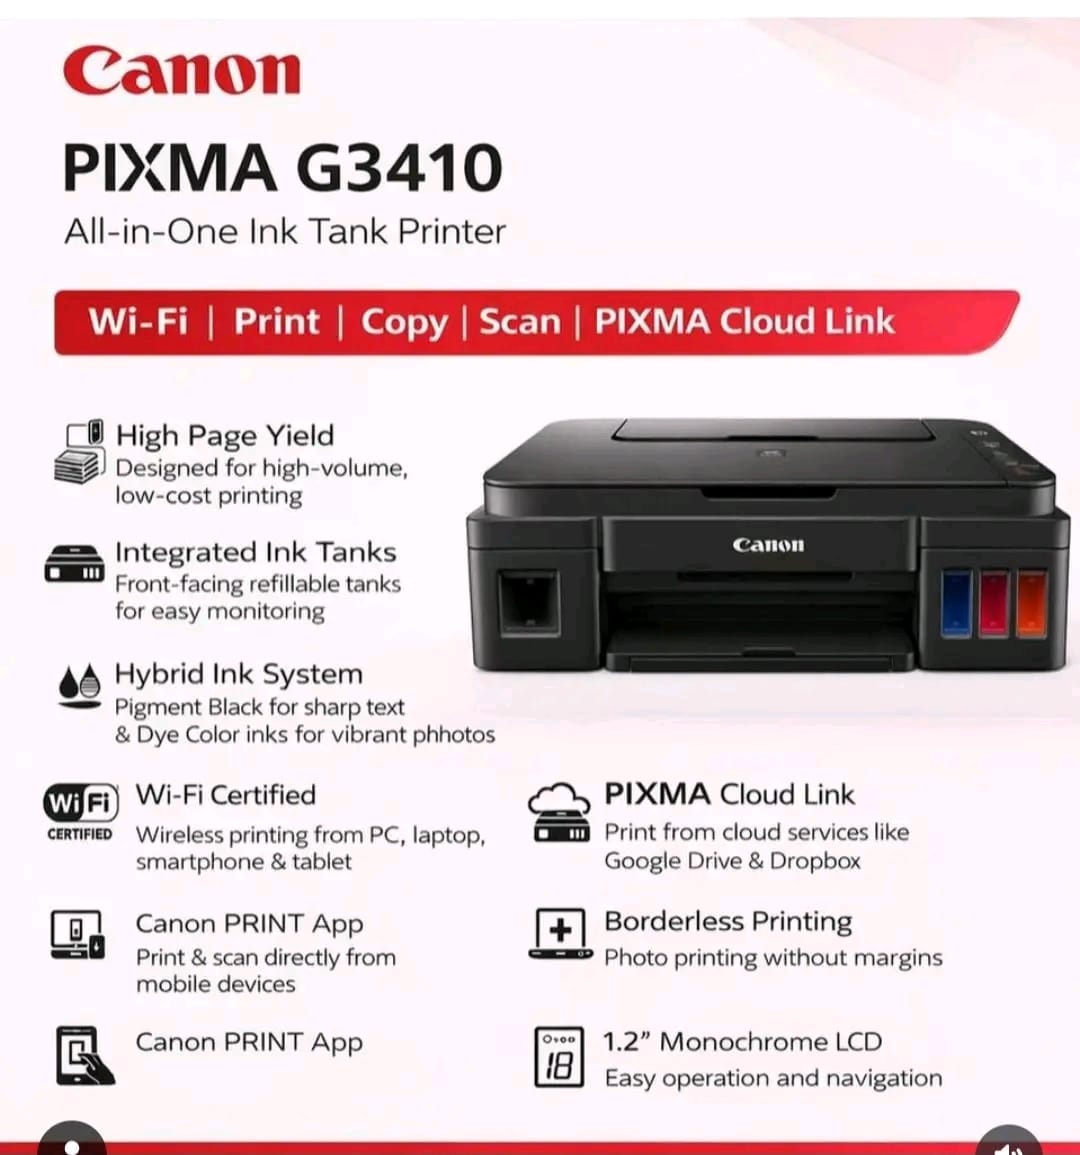 Canon
PIXMA G3410
All-in-One Ink Tank Printer
Wi-Fi | Print | Copy | Scan | PIXMA Cloud Link
High Page Yield
Designed for high-volume,
low-cost printing
Integrated Ink Tanks
Front-facing refillable tanks
for easy monitoring
Canon
Hybrid Ink System
Pigment Black for sharp text
& Dye Color inks for vibrant phhotos
Wi Fi
CERTIFIED
Wi-Fi Certified
Wireless printing from PC, laptop,
smartphone & tablet
PIXMA Cloud Link
Print from cloud services like
Google Drive & Dropbox
Canon PRINT App
Print & scan directly from
mobile devices
Borderless Printing
Photo printing without margins
Canon PRINT App
18
1.2” Monochrome LCD
Easy operation and navigation